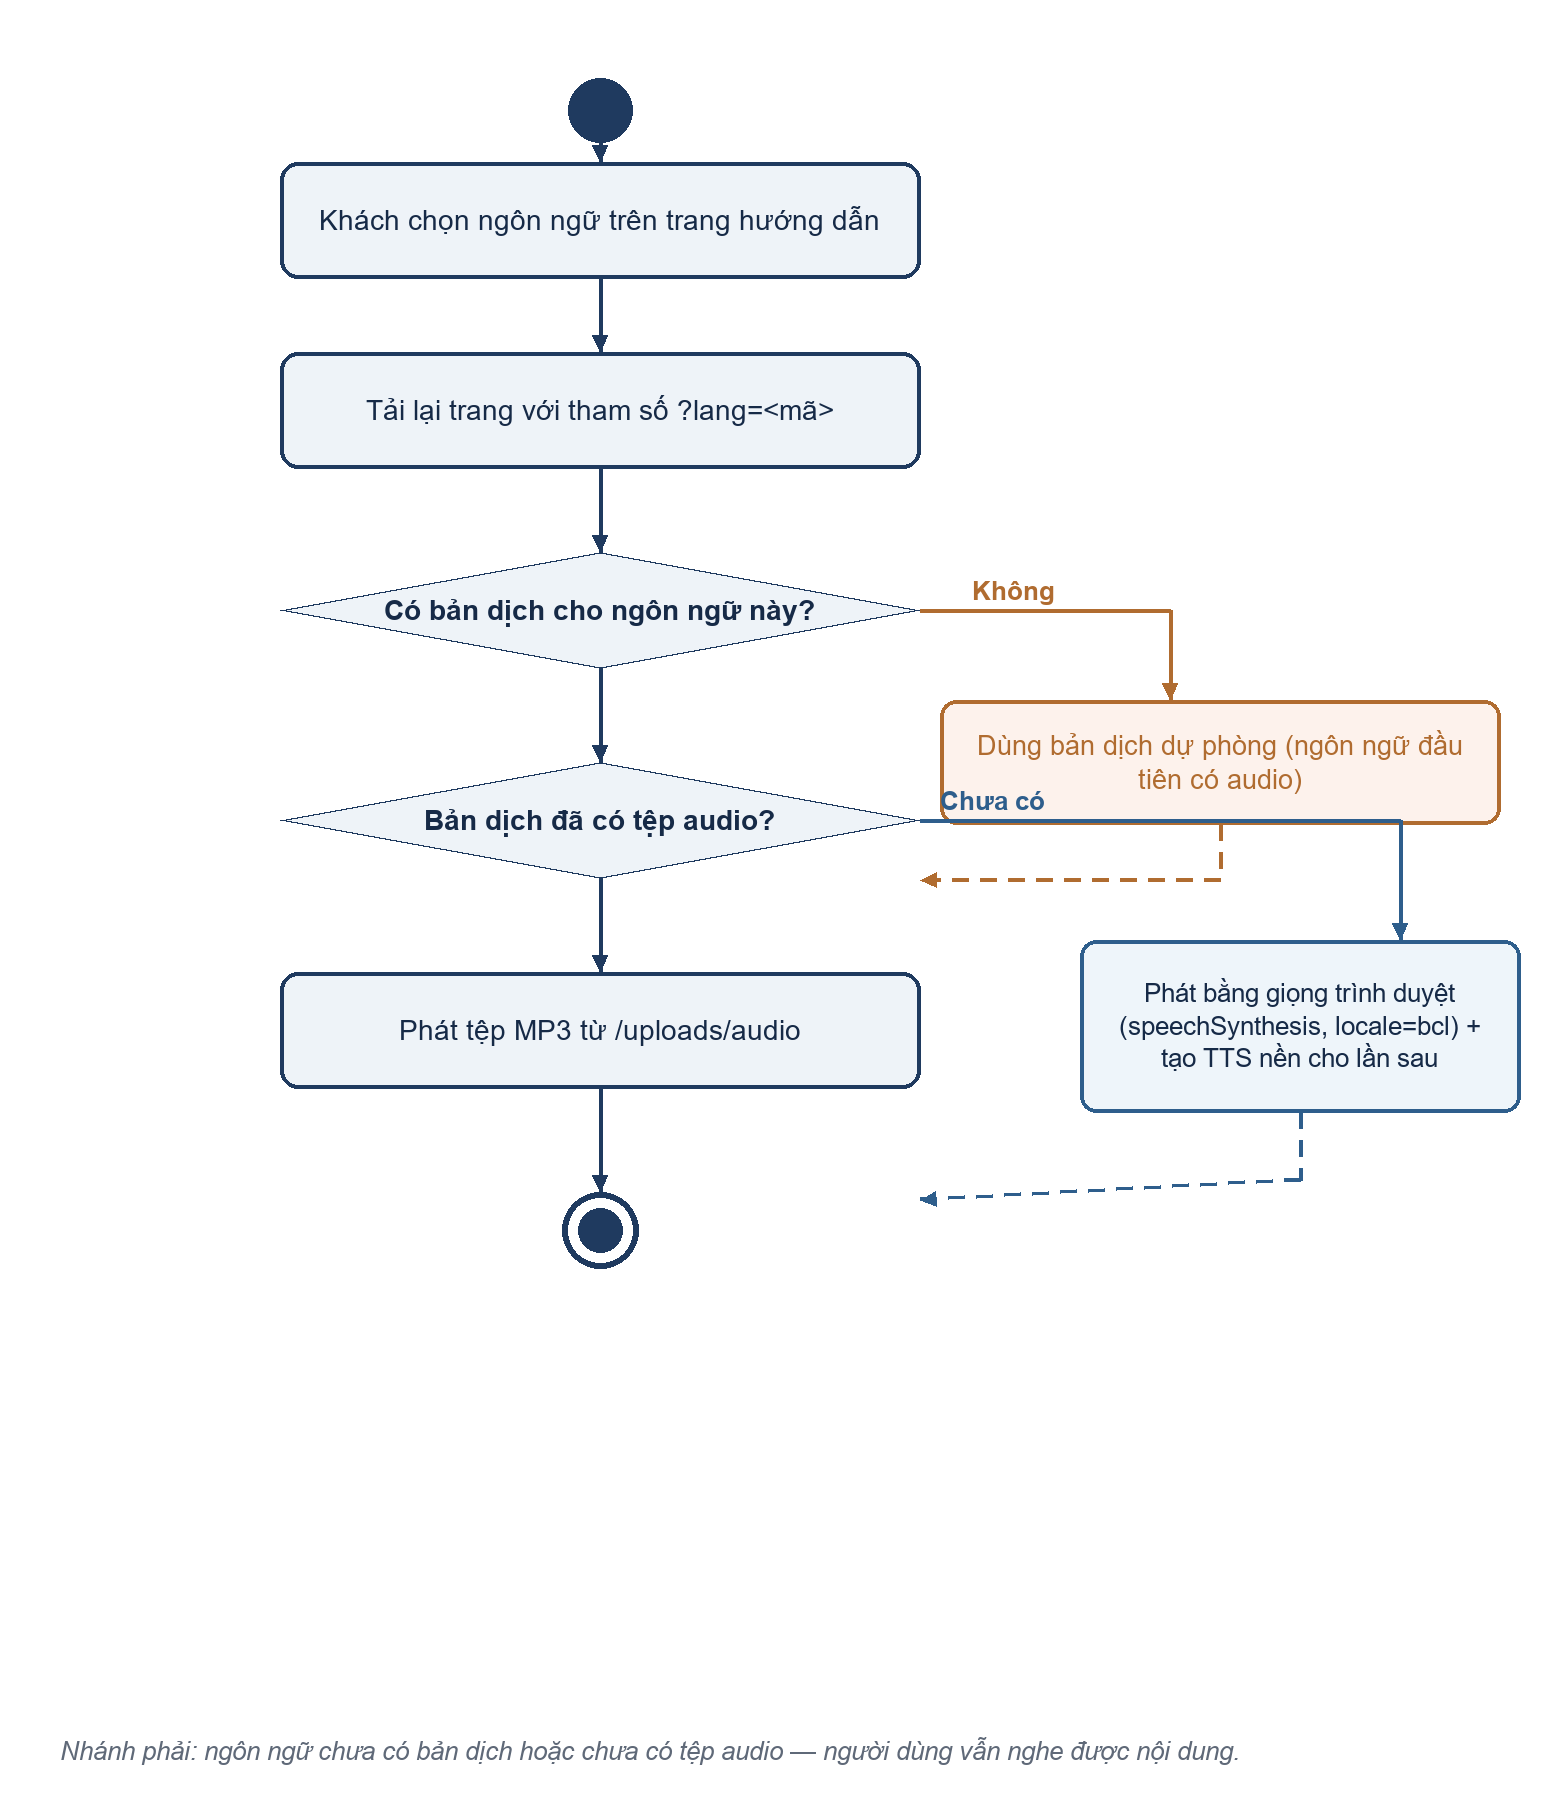 Khách chọn ngôn ngữ trên trang hướng dẫn
Tải lại trang với tham số ?lang=<mã>
Có bản dịch cho ngôn ngữ này?
Không
Dùng bản dịch dự phòng (ngôn ngữ đầu
tiên có audio)
Bản dịch đã có tệp audio?
Chưa có
Phát tệp MP3 từ /uploads/audio
Phát bằng giọng trình duyệt
(speechSynthesis, locale=bcl) +
tạo TTS nền cho lần sau
Nhánh phải: ngôn ngữ chưa có bản dịch hoặc chưa có tệp audio — người dùng vẫn nghe được nội dung.